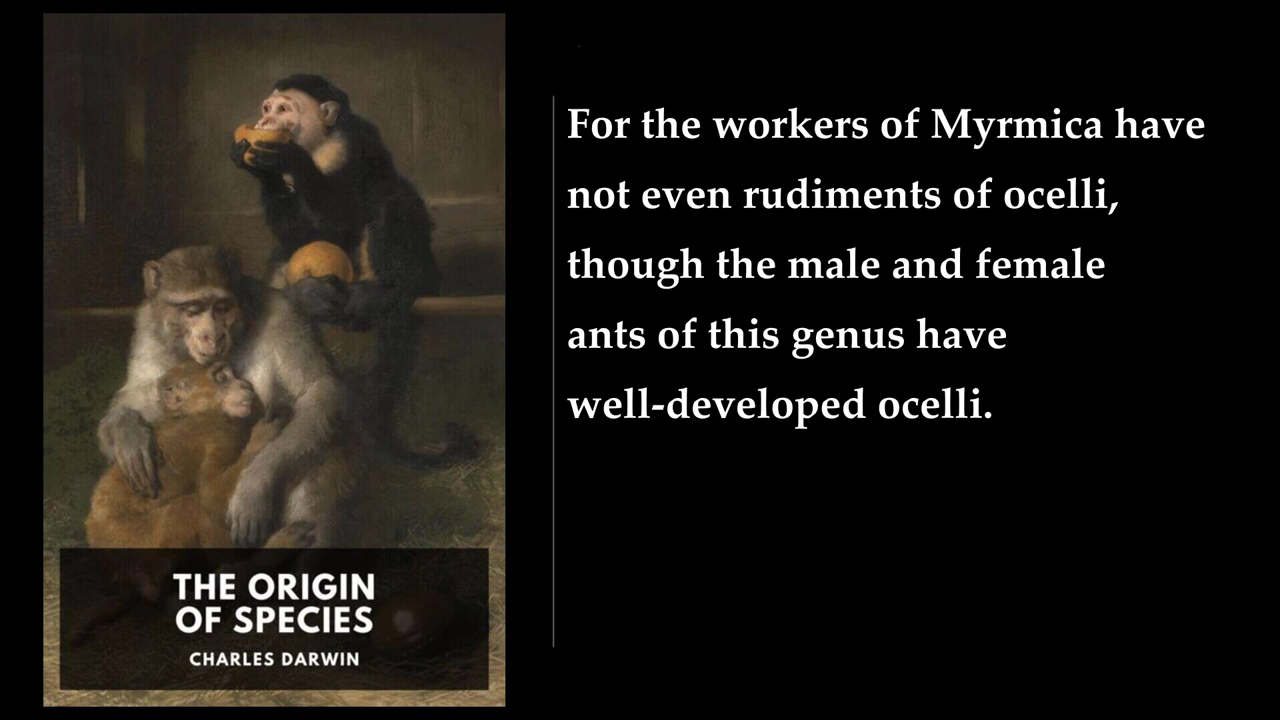 For the workers of Myrmica have
not even rudiments of ocelli,
though the male and female
ants of this genus have
well-developed ocelli.
THE ORIGIN
OF SPECIES
CHARLES DARWIN